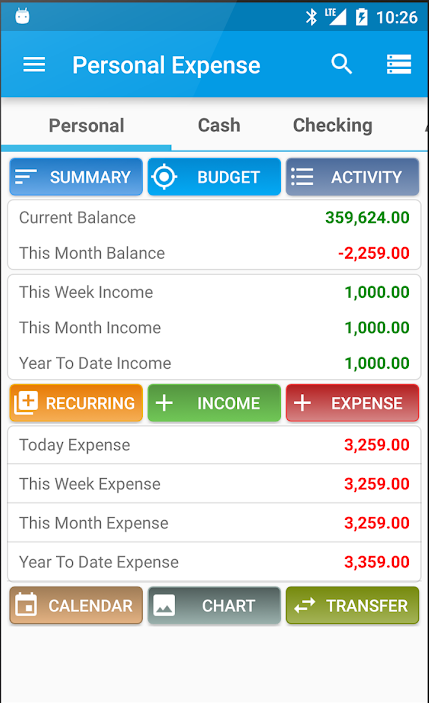 LTE 10:26
Personal Expense
Personal Cash Checking
SUMMARY BUDGET ACTIVITY
Current Balance 359,624.00
This Month Balance -2,259.00
This Week Income 1,000.00
This Month Income 1,000.00
Year To Date Income 1,000.00
RECURRING INCOME EXPENSE
Today Expense 3,259.00
This Week Expense 3,259.00
This Month Expense 3,259.00
Year To Date Expense 3,359.00
CALENDAR CHART TRANSFER